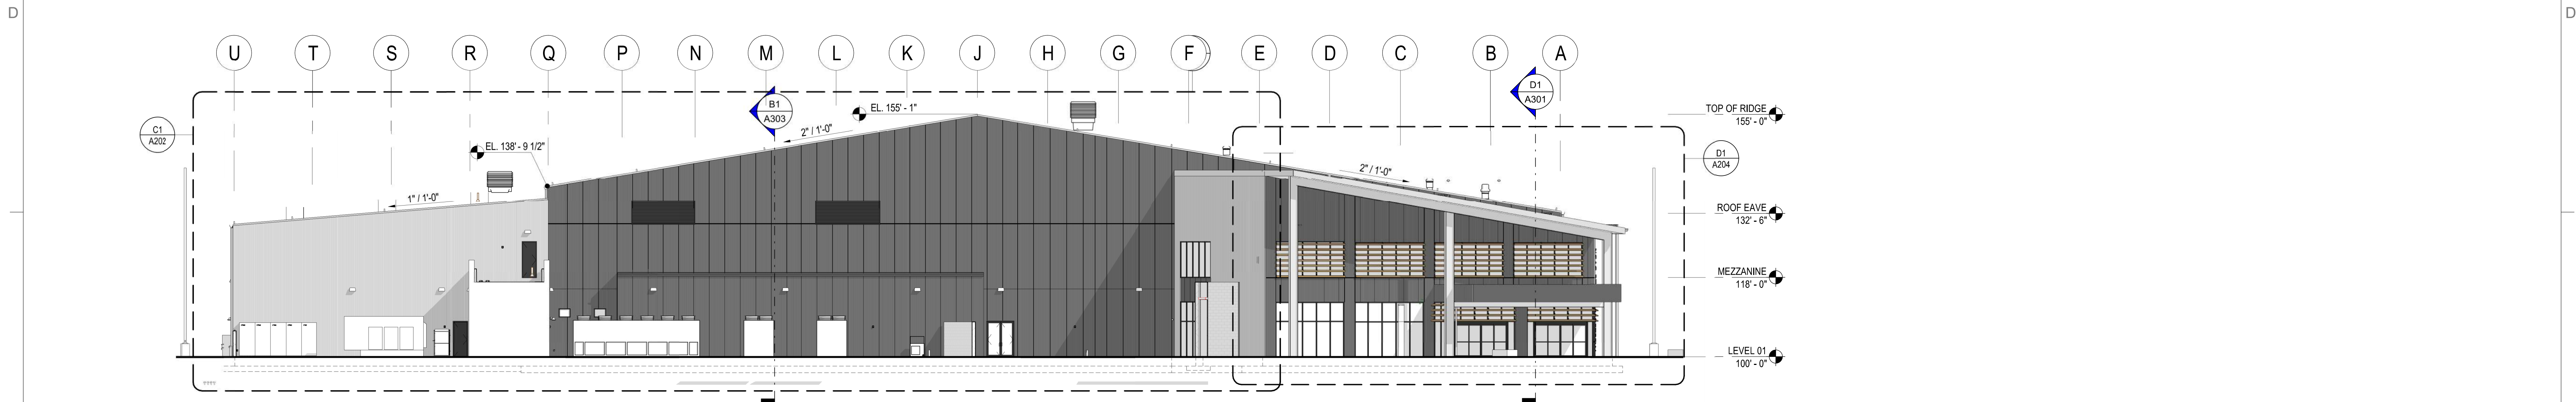 D
D
U
T
S
R
Q
P
N
M
L
K
J
H
G
F
E
D
C
B
A
D1
A301
B1
A303
EL. 155' - 1"
TOP OF RIDGE
155' - 0"
C1
A202
2" / 1'-0"
EL. 138' - 9 1/2"
D1
A204
2" / 1'-0"
1" / 1'-0"
ROOF EAVE
132' - 6"
MEZZANINE
118' - 0"
LEVEL 01
100' - 0"